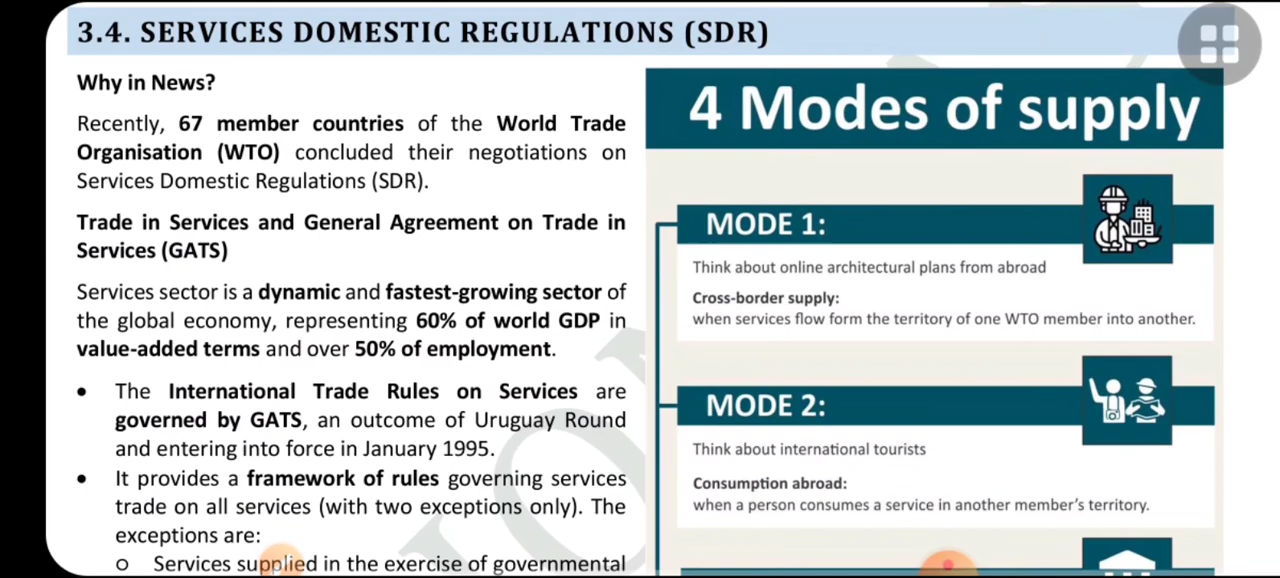 3.4. SERVICES DOMESTIC REGULATIONS (SDR)
Why in News?
Recently, 67 member countries of the World Trade
Organisation (WTO) concluded their negotiations on
Services Domestic Regulations (SDR).
Trade in Services and General Agreement on Trade in
Services (GATS)
Services sector is a dynamic and fastest-growing sector of
the global economy, representing 60% of world GDP in
value-added terms and over 50% of employment.
• The International Trade Rules on Services are
governed by GATS, an outcome of Uruguay Round
and entering into force in January 1995.
• It provides a framework of rules governing services
trade on all services (with two exceptions only). The
exceptions are:
o Services supplied in the exercise of governmental
4 Modes of supply
MODE 1:
Think about online architectural plans from abroad
Cross-border supply:
when services flow form the territory of one WTO member into another.
MODE 2:
Think about international tourists
Consumption abroad:
when a person consumes a service in another member's territory.